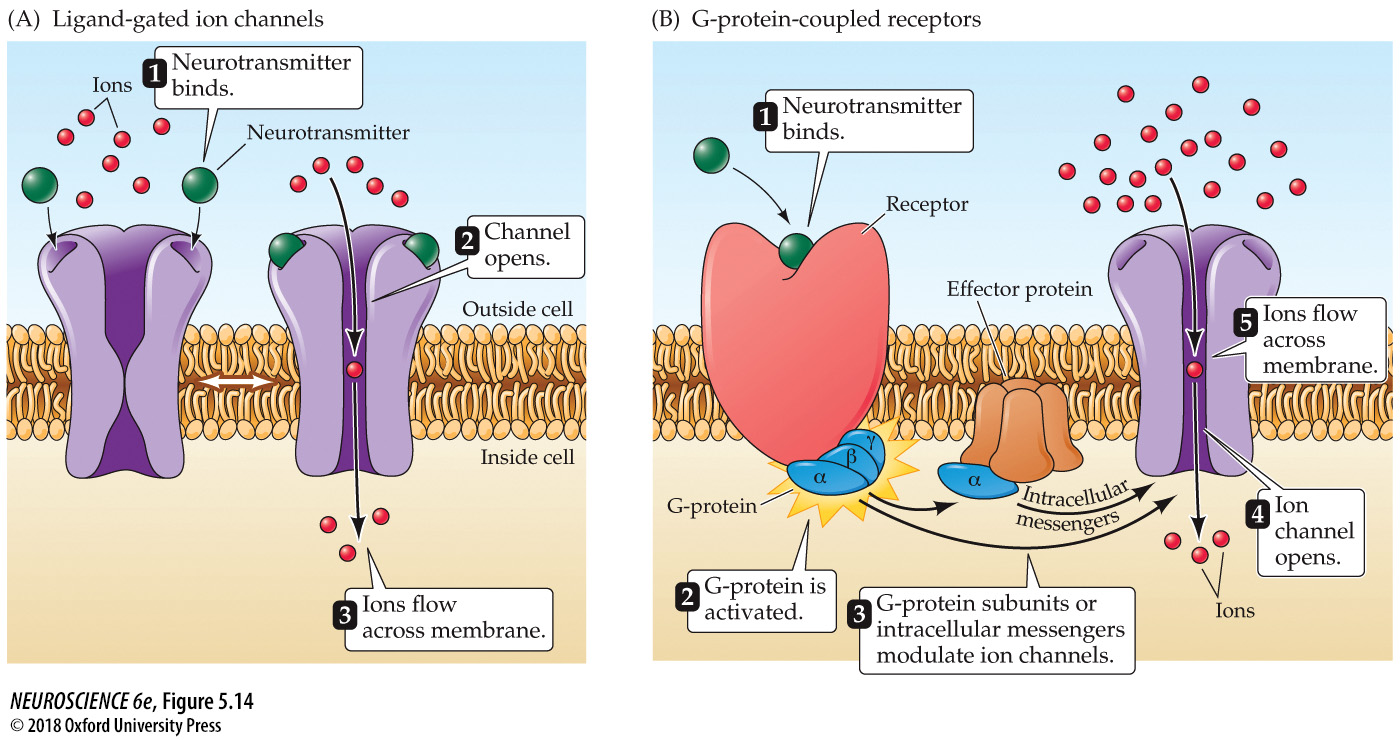 (A) Ligand-gated ion channels
1 Neurotransmitter
binds.
Ions
Neurotransmitter
2 Channel
opens.
Outside cell
Inside cell
3 Ions flow
across membrane.
(B) G-protein-coupled receptors
1 Neurotransmitter
binds.
Receptor
Effector protein
5 Ions flow
across
membrane.
γ
β
α
α
G-protein
Intracellular
messengers
4 Ion
channel
opens.
2 G-protein is
activated.
3 G-protein subunits or
intracellular messengers
modulate ion channels.
Ions
NEUROSCIENCE 6e, Figure 5.14
© 2018 Oxford University Press